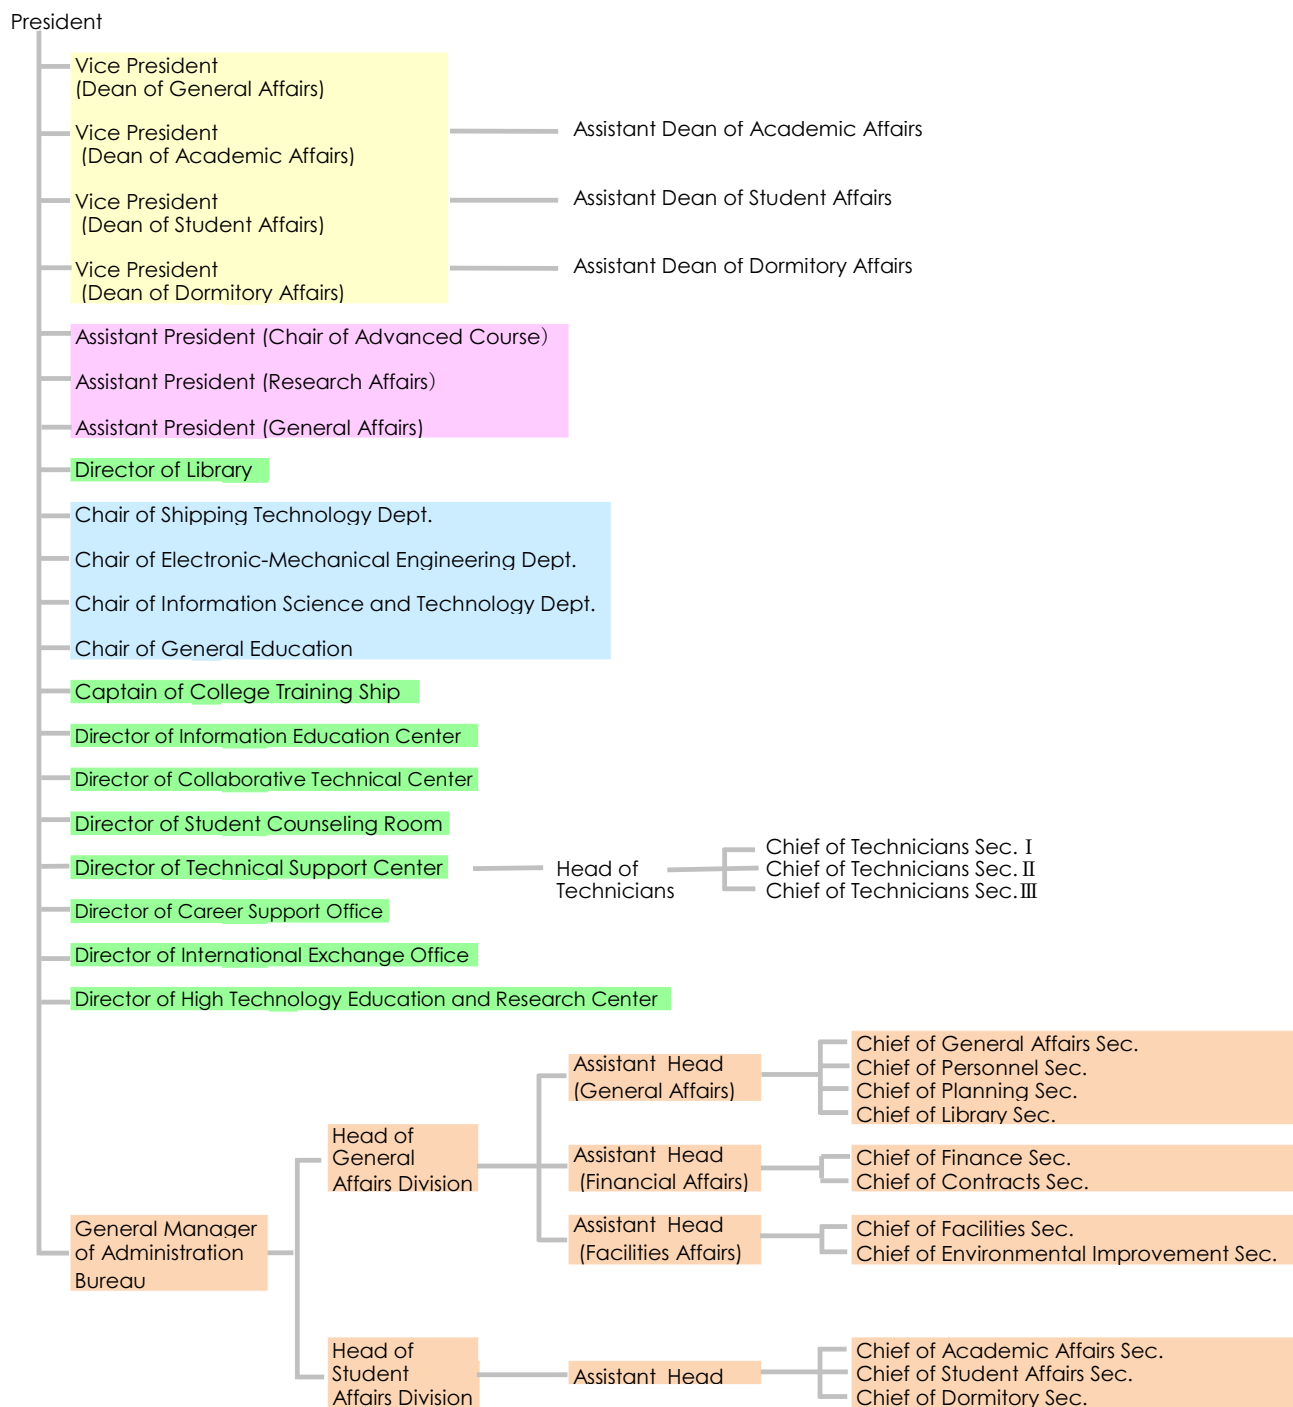 President
Vice President
(Dean of General Affairs)
Vice President
(Dean of Academic Affairs)
Assistant Dean of Academic Affairs
Vice President
(Dean of Student Affairs)
Assistant Dean of Student Affairs
Vice President
(Dean of Dormitory Affairs)
Assistant Dean of Dormitory Affairs
Assistant President (Chair of Advanced Course）
Assistant President (Research Affairs）
Assistant President (General Affairs)
Director of Library
Chair of Shipping Technology Dept.
Chair of Electronic-Mechanical Engineering Dept.
Chair of Information Science and Technology Dept.
Chair of General Education
Captain of College Training Ship
Director of Information Education Center
Director of Collaborative Technical Center
Director of Student Counseling Room
Director of Technical Support Center
Head of
Technicians
Chief of Technicians Sec. Ⅰ
Chief of Technicians Sec. Ⅱ
Chief of Technicians Sec. Ⅲ
Director of Career Support Office
Director of International Exchange Office
Director of High Technology Education and Research Center
General Manager
of Administration
Bureau
Head of
General
Affairs Division
Assistant Head
(General Affairs)
Chief of General Affairs Sec.
Chief of Personnel Sec.
Chief of Planning Sec.
Chief of Library Sec.
Assistant Head
(Financial Affairs)
Chief of Finance Sec.
Chief of Contracts Sec.
Assistant Head
(Facilities Affairs)
Chief of Facilities Sec.
Chief of Environmental Improvement Sec.
Head of
Student
Affairs Division
Assistant Head
Chief of Academic Affairs Sec.
Chief of Student Affairs Sec.
Chief of Dormitory Sec.